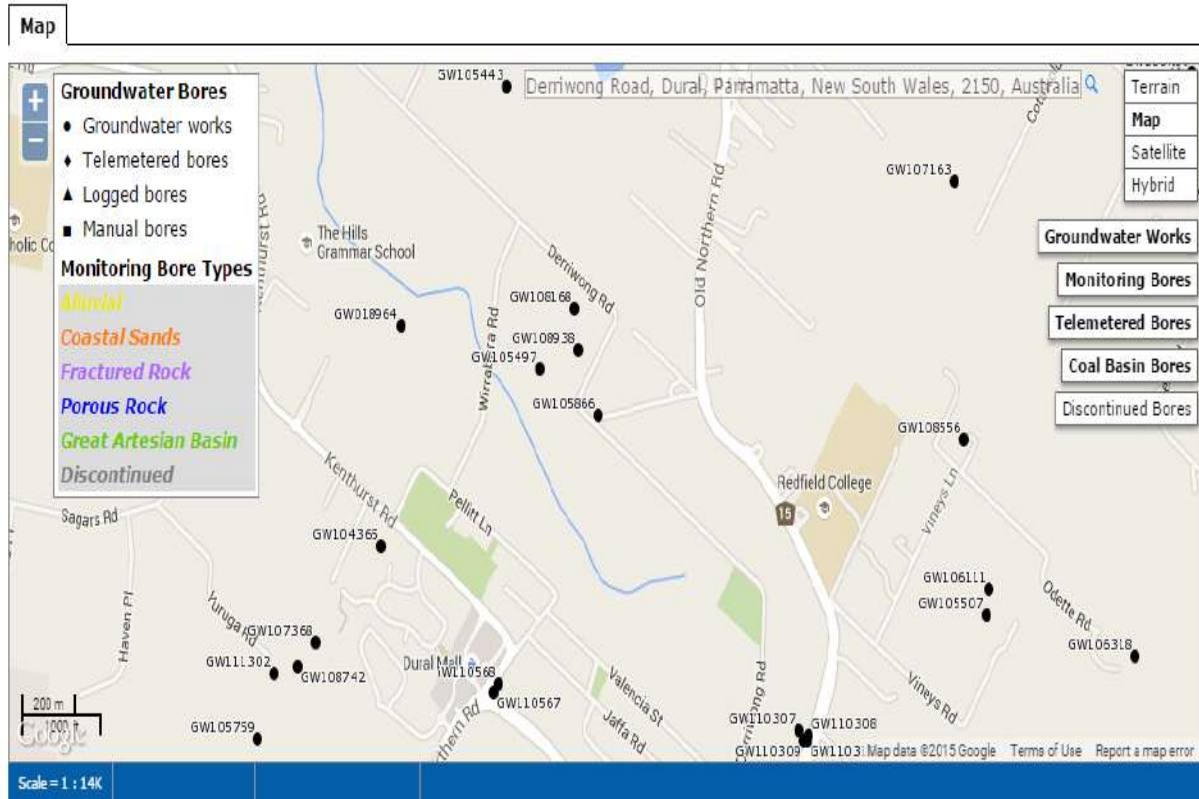 Map
GW105443
Derriwong Road, Dural, Parramatta, New South Wales, 2150, Australia
+
−
Groundwater Bores
Groundwater works
Telemetered bores
Logged bores
Manual bores
Monitoring Bore Types
Alluvial
Coastal Sands
Fractured Rock
Porous Rock
Great Artesian Basin
Discontinued
Terrain
Map
Satellite
Hybrid
Groundwater Works
Monitoring Bores
Telemetered Bores
Coal Basin Bores
Discontinued Bores
GW107163
Old Northern Rd
The Hills
Grammar School
Derriwong Rd
GW108168
GW018964
GW108938
GW105497
Wirrabara Rd
GW105866
GW108556
Kenthurst Rd
Redfield College
15
Vineys Ln
Pellitt Ln
Sagars Rd
GW104365
GW106111
GW105507
Odette Rd
Haven Pl
Yuruga Rd
GW107368
GW111302
GW108742
Dural Mall
GW110567
GW106318
Valencia St
Jaffa Rd
Vineys Rd
GW105759
GW110307
GW110308
GW110309
200 m
1000 ft
Google
Map data ©2015 Google
Terms of Use
Report a map error
Scale = 1 : 14K